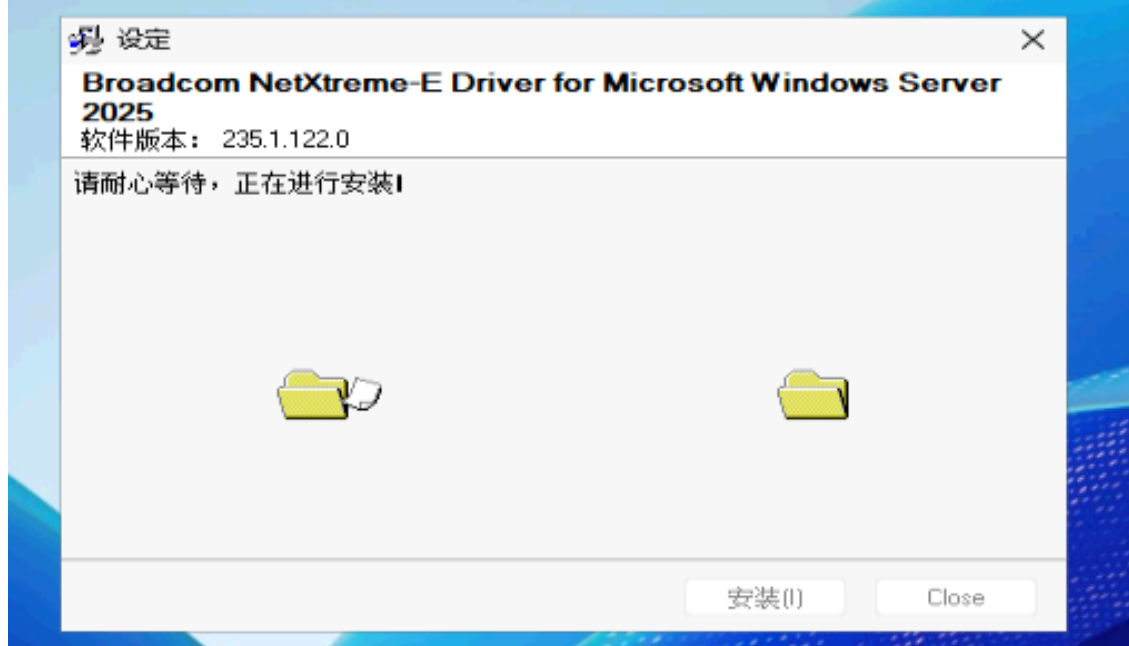 设定
Broadcom NetXtreme-E Driver for Microsoft Windows Server
2025
软件版本： 235.1.122.0
请耐心等待，正在进行安装!
安装(I)
Close